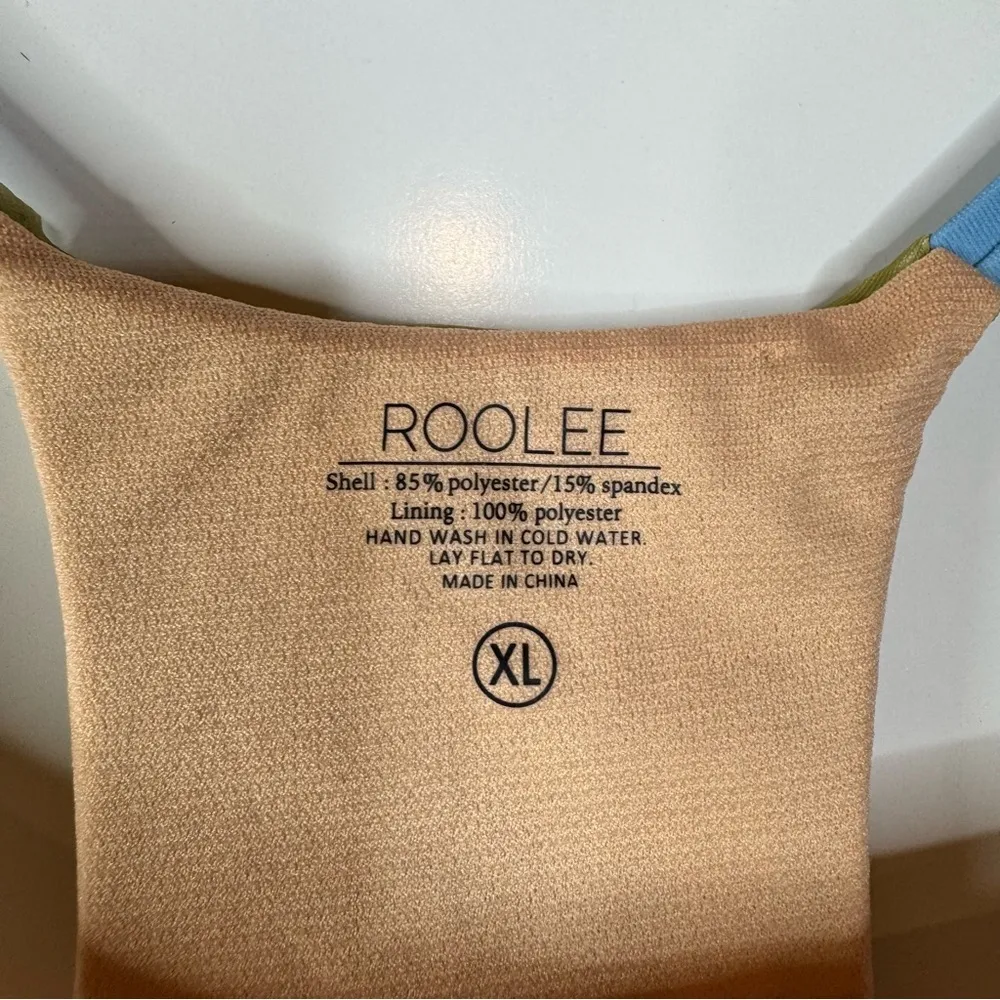 ROOLEE
Shell : 85% polyester/15% spandex
Lining : 100% polyester
HAND WASH IN COLD WATER.
LAY FLAT TO DRY.
MADE IN CHINA
XL